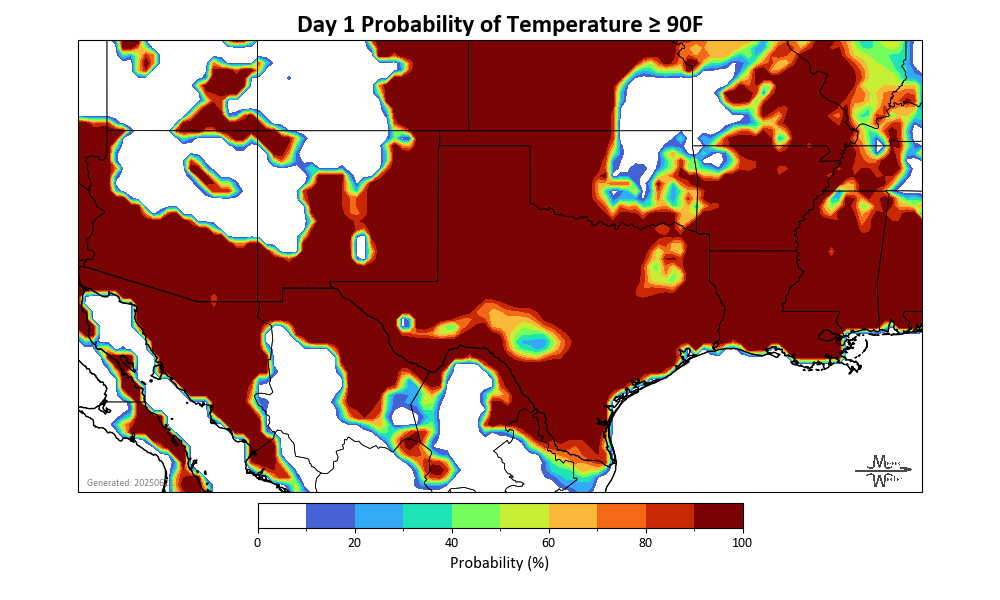 Day 1 Probability of Temperature ≥ 90F
Generated: 202506
0 20 40 60 80 100
Probability (%)